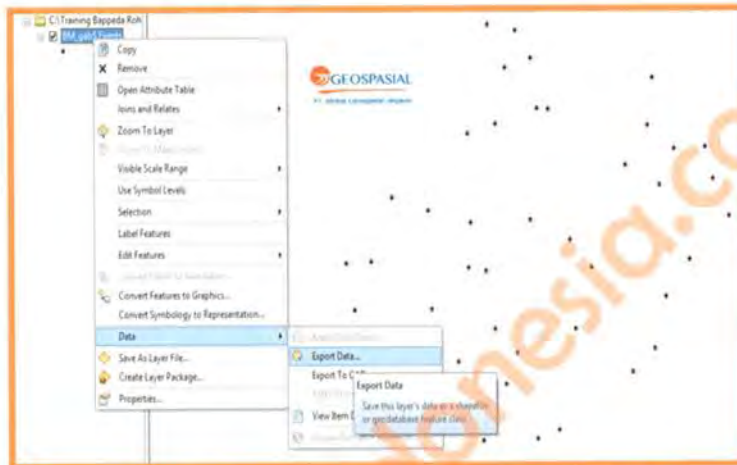 C:\Training Bappeda Roh
BM_gab1 Events
Copy
Remove
Open Attribute Table
Joins and Relates
Zoom To Layer
Visible Scale Range
Use Symbol Levels
Selection
Label Features
Edit Features
Convert Features to Graphics...
Convert Symbology to Representation...
Data
Save As Layer File...
Create Layer Package...
Properties...
Export Data...
Export To CAD
View Item D
Export Data
Save this layer's data as a shapefile
or geodatabase feature class
GEOSPASIAL
donesia.co